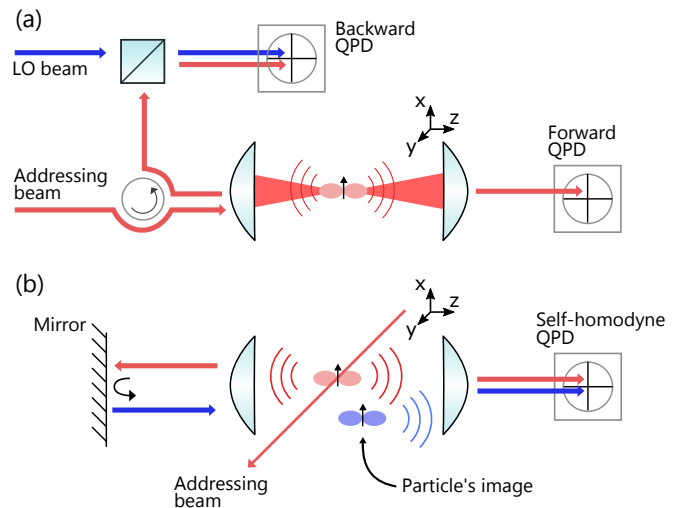 (a)
Backward
QPD
LO beam
x
z
y
Forward
QPD
Addressing
beam
(b)
x
z
y
Mirror
Self-homodyne
QPD
Addressing
beam
Particle's image